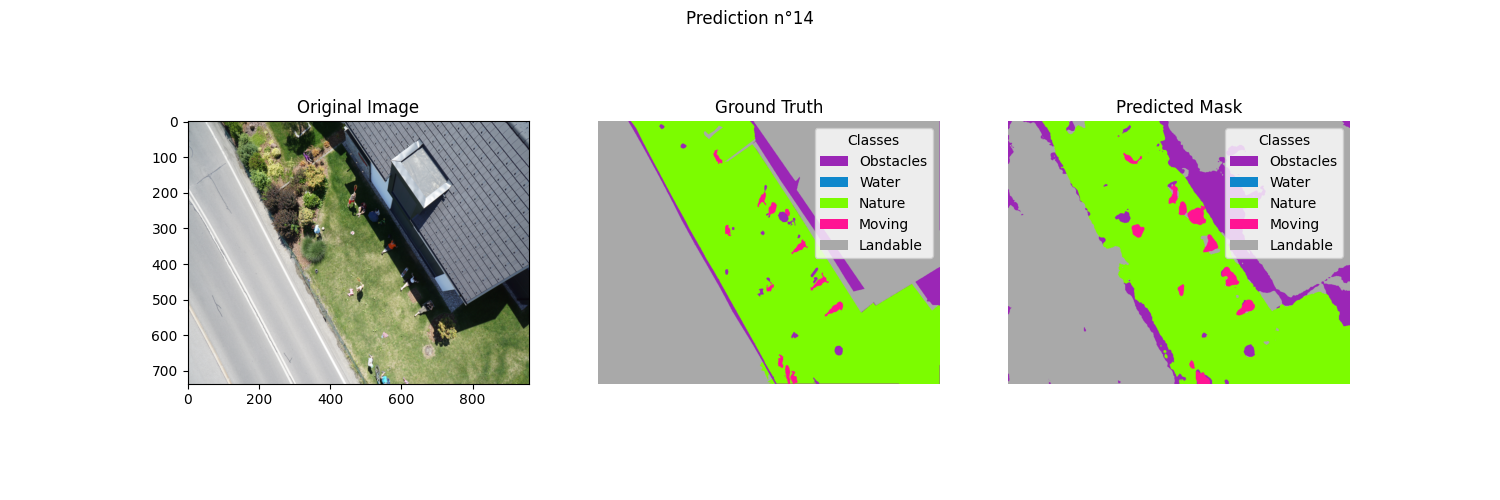 Prediction n°14
Original Image
Ground Truth
Predicted Mask
0
100
200
300
400
500
600
700
0
200
400
600
800
Classes
Obstacles
Water
Nature
Moving
Landable
Classes
Obstacles
Water
Nature
Moving
Landable